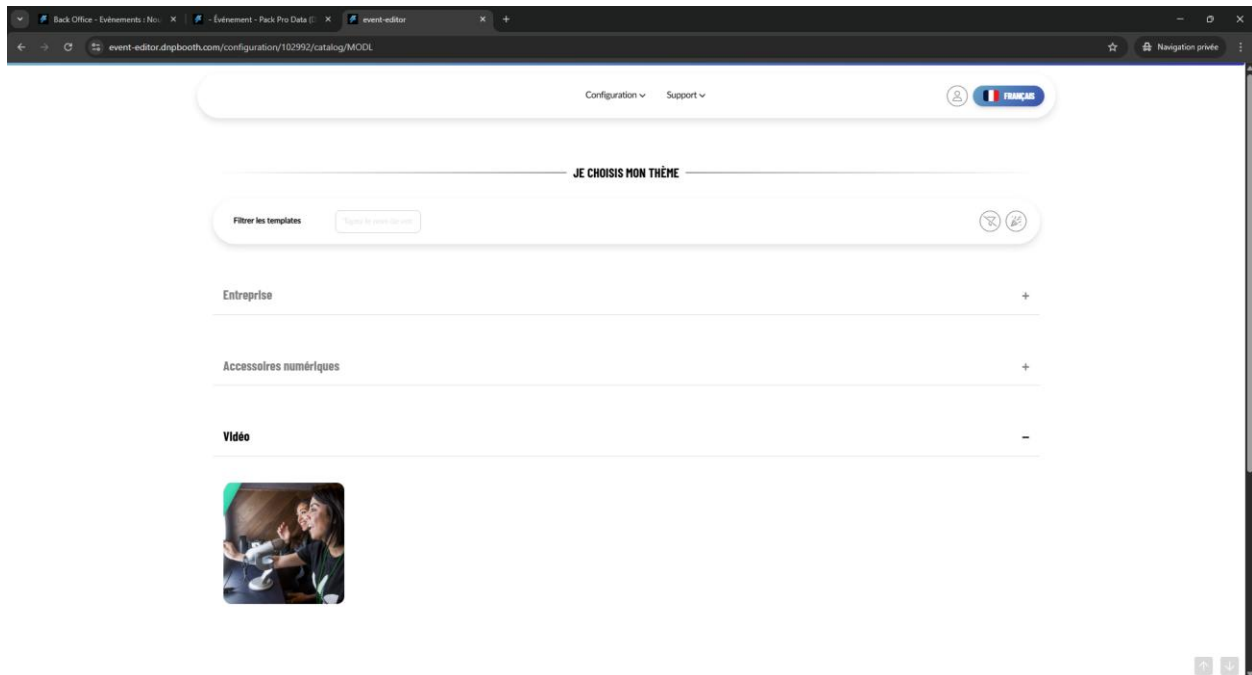 Back Office - Evènements : Nou
- Événement - Pack Pro Data (D
event-editor
event-editor.dnpbooth.com/configuration/102992/catalog/MODL
Navigation privée
Configuration
Support
FRANÇAIS
JE CHOISIS MON THÈME
Filtrer les templates
Entreprise
Accessoires numériques
Vidéo